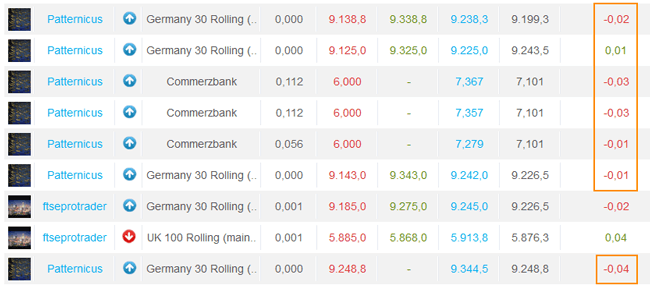 Patternicus Germany 30 Rolling (.. 0,000 9.138,8 9.338,8 9.238,3 9.199,3 -0,02
Patternicus Germany 30 Rolling (.. 0,000 9.125,0 9.325,0 9.225,0 9.243,5 0,01
Patternicus Commerzbank 0,112 6,000 - 7,367 7,101 -0,03
Patternicus Commerzbank 0,112 6,000 - 7,357 7,101 -0,03
Patternicus Commerzbank 0,056 6,000 - 7,279 7,101 -0,01
Patternicus Germany 30 Rolling (.. 0,000 9.143,0 9.343,0 9.242,0 9.226,5 -0,01
ftseprotrader Germany 30 Rolling (.. 0,001 9.185,0 9.275,0 9.245,0 9.226,5 -0,02
ftseprotrader UK 100 Rolling (main.. 0,001 5.885,0 5.868,0 5.913,8 5.876,3 0,04
Patternicus Germany 30 Rolling (.. 0,000 9.248,8 - 9.344,5 9.248,8 -0,04